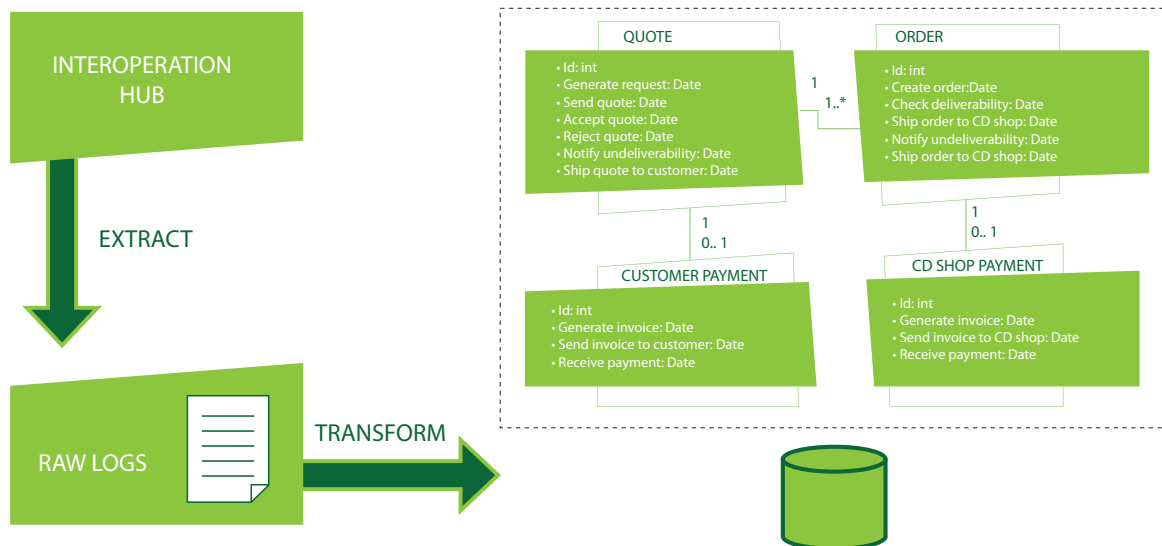 INTEROPERATION
HUB
EXTRACT
RAW LOGS
TRANSFORM
QUOTE
• Id: int
• Generate request: Date
• Send quote: Date
• Accept quote: Date
• Reject quote: Date
• Notify undeliverability: Date
• Ship quote to customer: Date
1
1..*
ORDER
• Id: int
• Create order:Date
• Check deliverability: Date
• Ship order to CD shop: Date
• Notify undeliverability: Date
• Ship order to CD shop: Date
1
0.. 1
1
0.. 1
CUSTOMER PAYMENT
• Id: int
• Generate invoice: Date
• Send invoice to customer: Date
• Receive payment: Date
CD SHOP PAYMENT
• Id: int
• Generate invoice: Date
• Send invoice to CD shop: Date
• Receive payment: Date